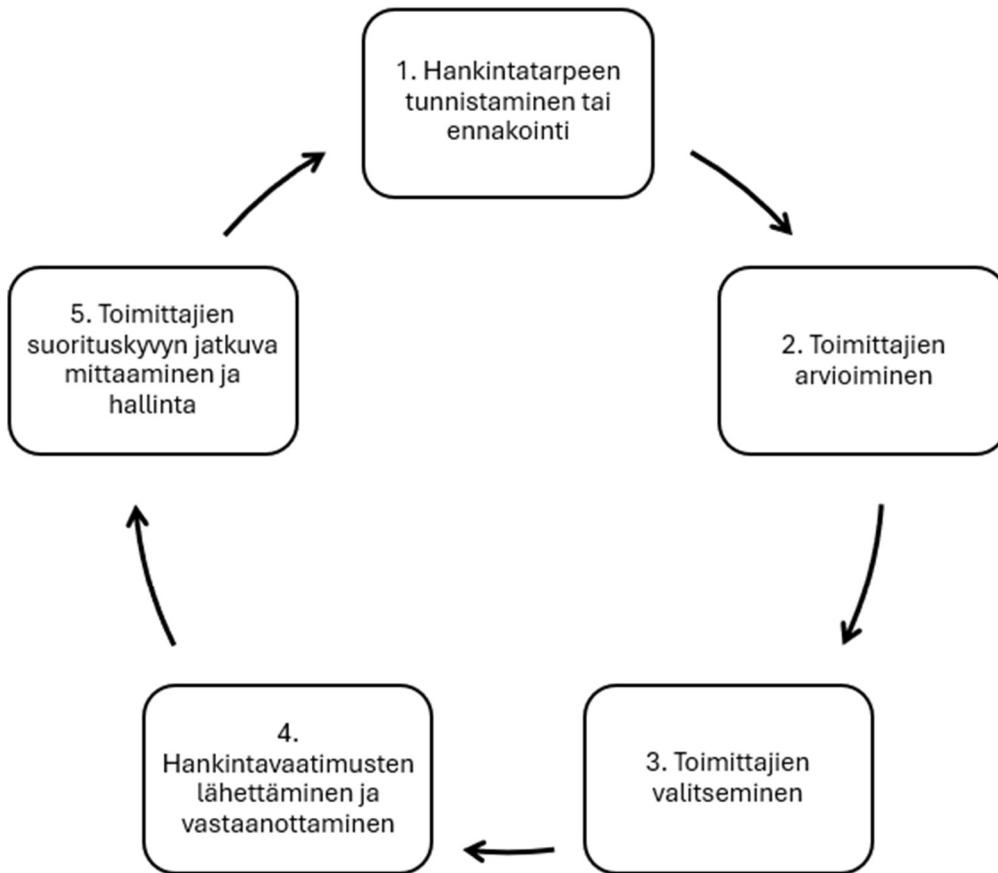 1. Hankintatarpeen
tunnistaminen tai
ennakointi
2. Toimittajien
arvioiminen
3. Toimittajien
valitseminen
4.
Hankintavaatimusten
lähettäminen ja
vastaanottaminen
5. Toimittajien
suorituskyvyn jatkuva
mittaaminen ja
hallinta